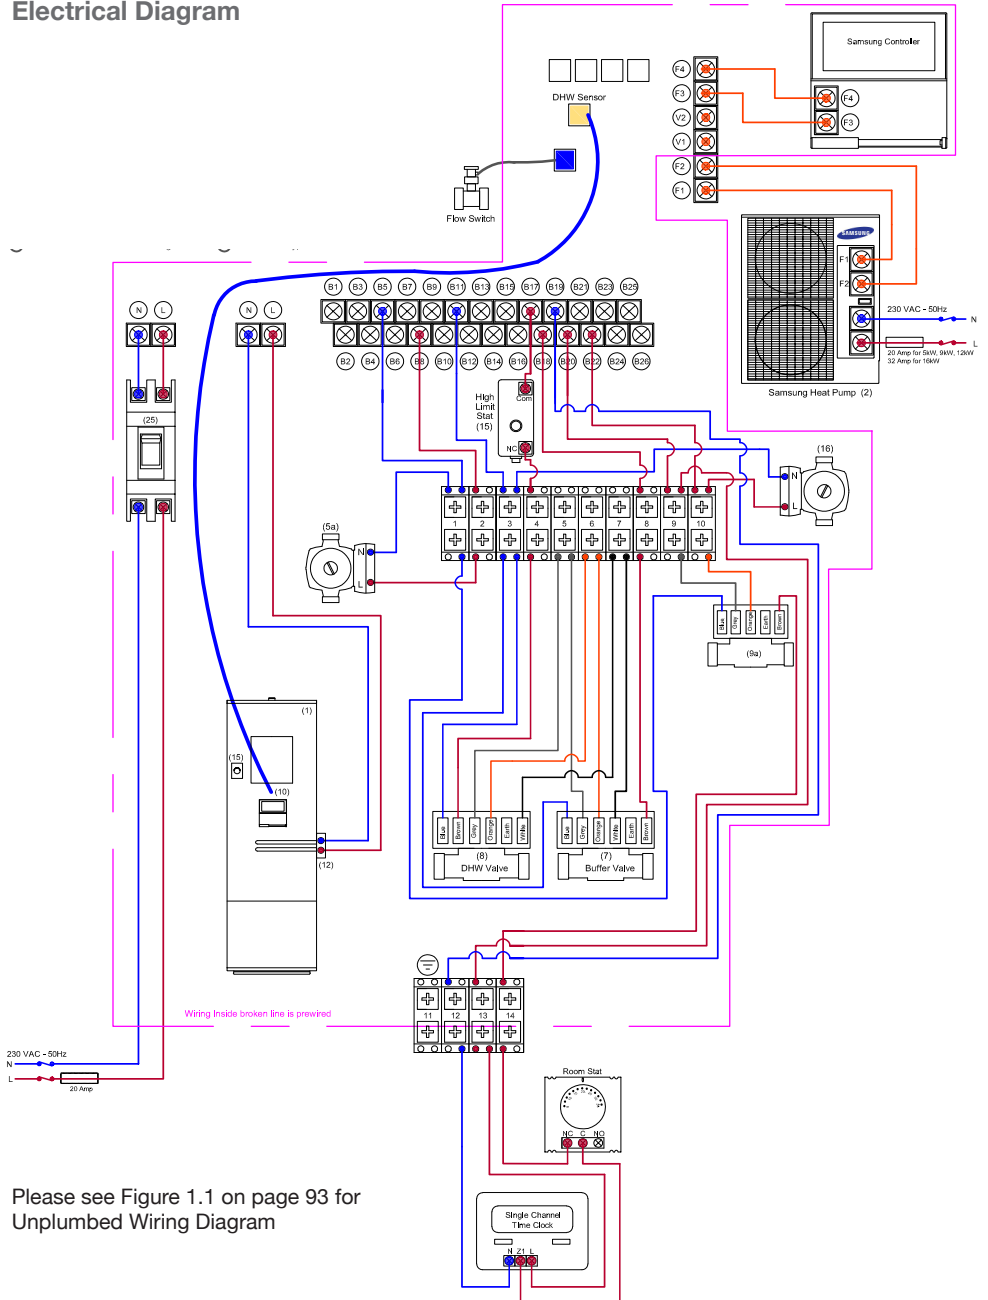 Electrical Diagram
Samsung Controller
F4
F3
F4
F3
V2
V1
F2
F1
DHW Sensor
Flow Switch
SAMSUNG
F1
F2
230 VAC - 50Hz
N
L
20 Amp for 5kW, 9kW, 12kW
32 Amp for 16kW
Samsung Heat Pump (2)
B1 B3 B5 B7 B9 B11 B13 B15 B17 B19 B21 B23 B25
N L N L
B2 B4 B6 B8 B10 B12 B14 B16 B18 B20 B22 B24 B26
(25)
High
Limit
Stat
(15)
Com
NC
(16)
N
L
1 2 3 4 5 6 7 8 9 10
(5a)
N
L
Blue Grey Orange Earth Brown
(9a)
(1)
(15)
(10)
(12)
Blue Brown Grey Orange Earth White
(8)
DHW Valve
Blue Grey Orange White Earth Brown
(7)
Buffer Valve
11 12 13 14
Wiring Inside broken line is prewired
230 VAC - 50Hz
N
L
20 Amp
Room Stat
NC C NO
Single Channel
Time Clock
N Z1 L
Please see Figure 1.1 on page 93 for
Unplumbed Wiring Diagram